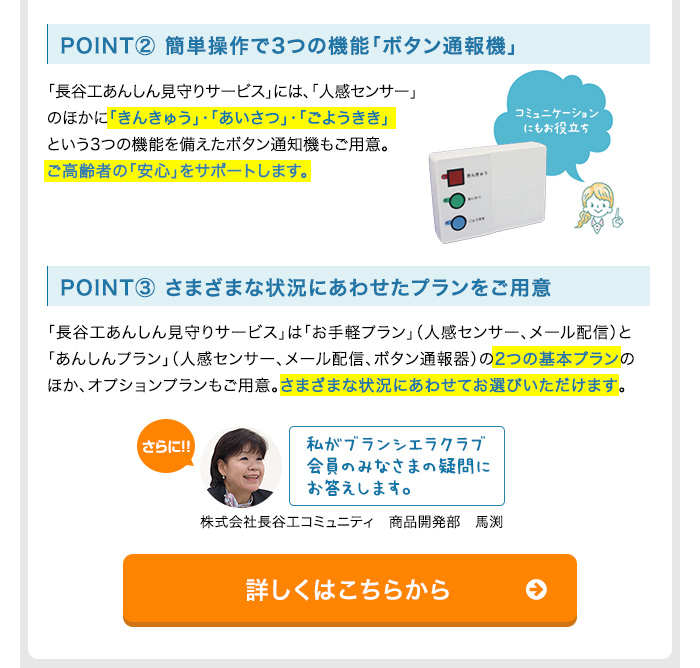 POINT② 簡単操作で3つの機能「ボタン通報機」
「長谷工あんしん見守りサービス」には、「人感センサー」
のほかに「きんきゅう」・「あいさつ」・「ごようきき」
という3つの機能を備えたボタン通知機もご用意。
ご高齢者の「安心」をサポートします。
コミュニケーション
にもお役立ち
きんきゅう
あいさつ
ごようきき
POINT③ さまざまな状況にあわせたプランをご用意
「長谷工あんしん見守りサービス」は「お手軽プラン」(人感センサー、メール配信)と
「あんしんプラン」(人感センサー、メール配信、ボタン通報器)の2つの基本プランの
ほか、オプションプランもご用意。さまざまな状況にあわせてお選びいただけます。
さらに!!
私がブランシエラクラブ
会員のみなさまの疑問に
お答えします。
株式会社長谷工コミュニティ 商品開発部 馬渕
詳しくはこちらから